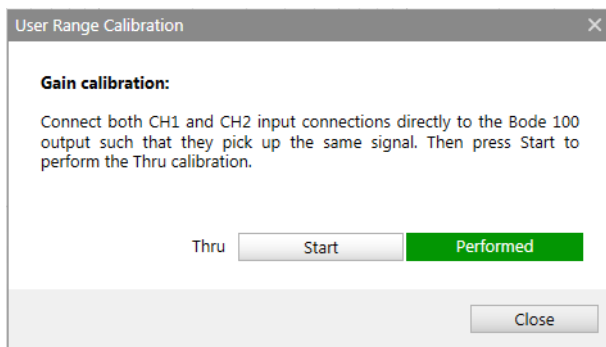 User Range Calibration
Gain calibration:
Connect both CH1 and CH2 input connections directly to the Bode 100
output such that they pick up the same signal. Then press Start to
perform the Thru calibration.
Thru Start Performed
Close